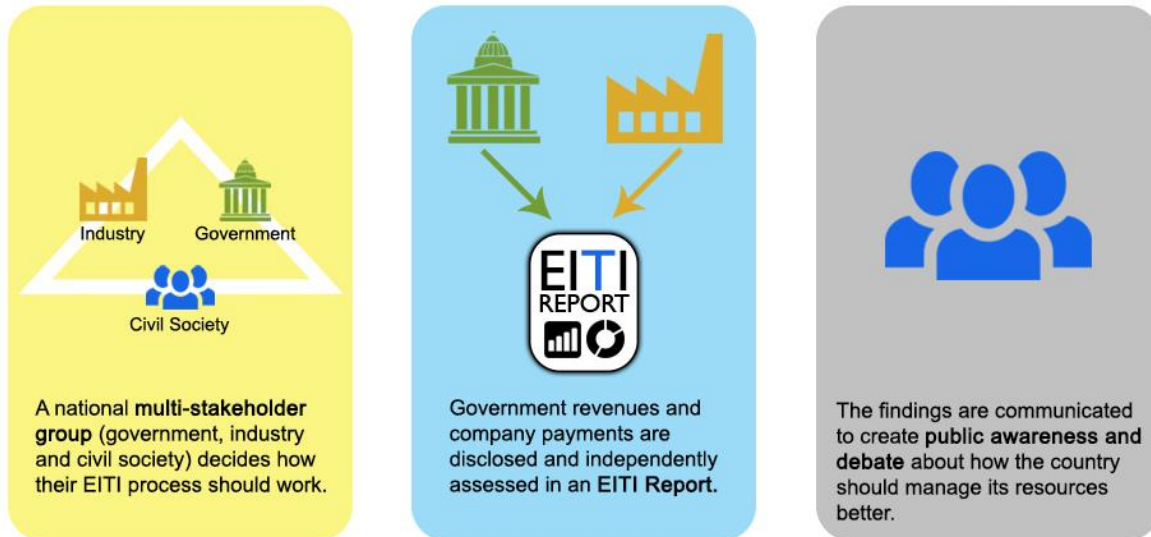 Industry
Government
Civil Society
A national multi-stakeholder
group (government, industry
and civil society) decides how
their EITI process should work.
EITI
REPORT
Government revenues and
company payments are
disclosed and independently
assessed in an EITI Report.
The findings are communicated
to create public awareness and
debate about how the country
should manage its resources
better.